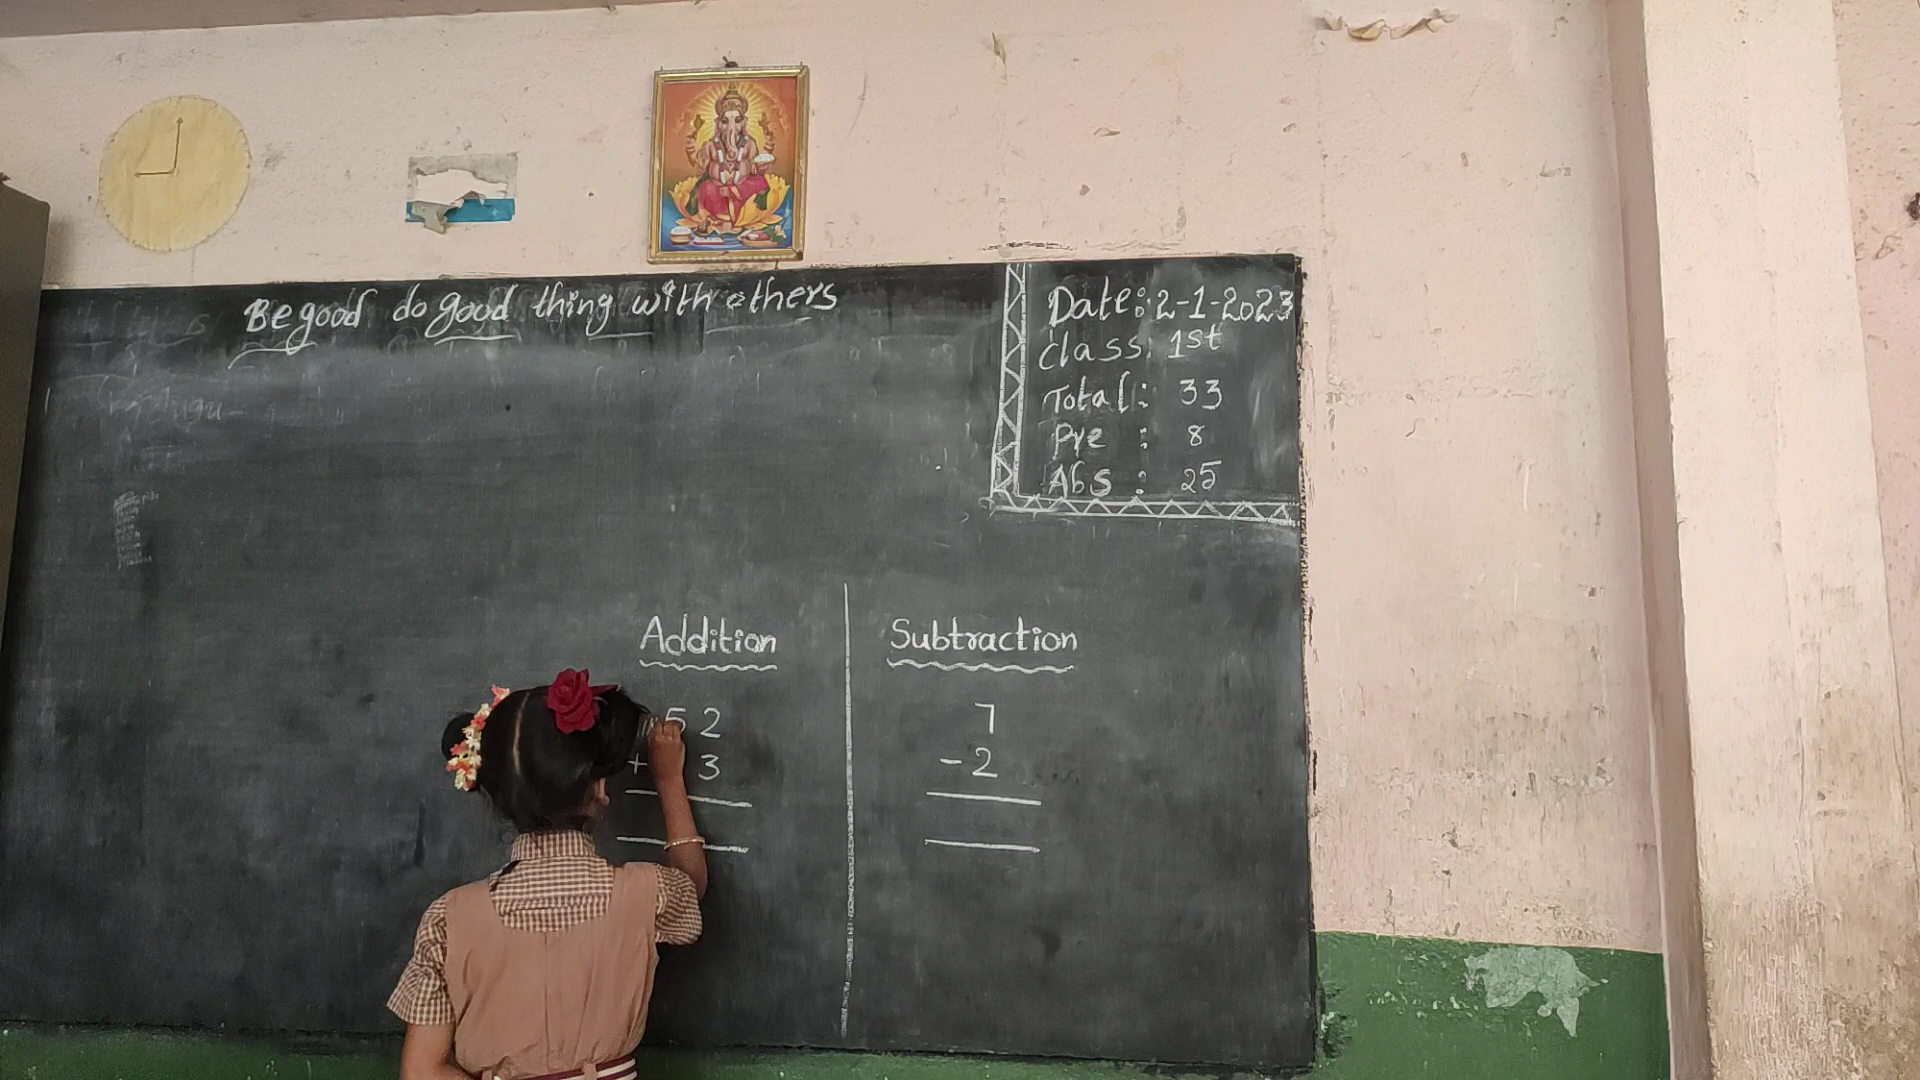 Be good do good thing with others
Date: 2-1-2023
class: 1st
Total: 33
Pre : 8
Abs : 25
Addition
52
+ 3
Subtraction
7
- 2